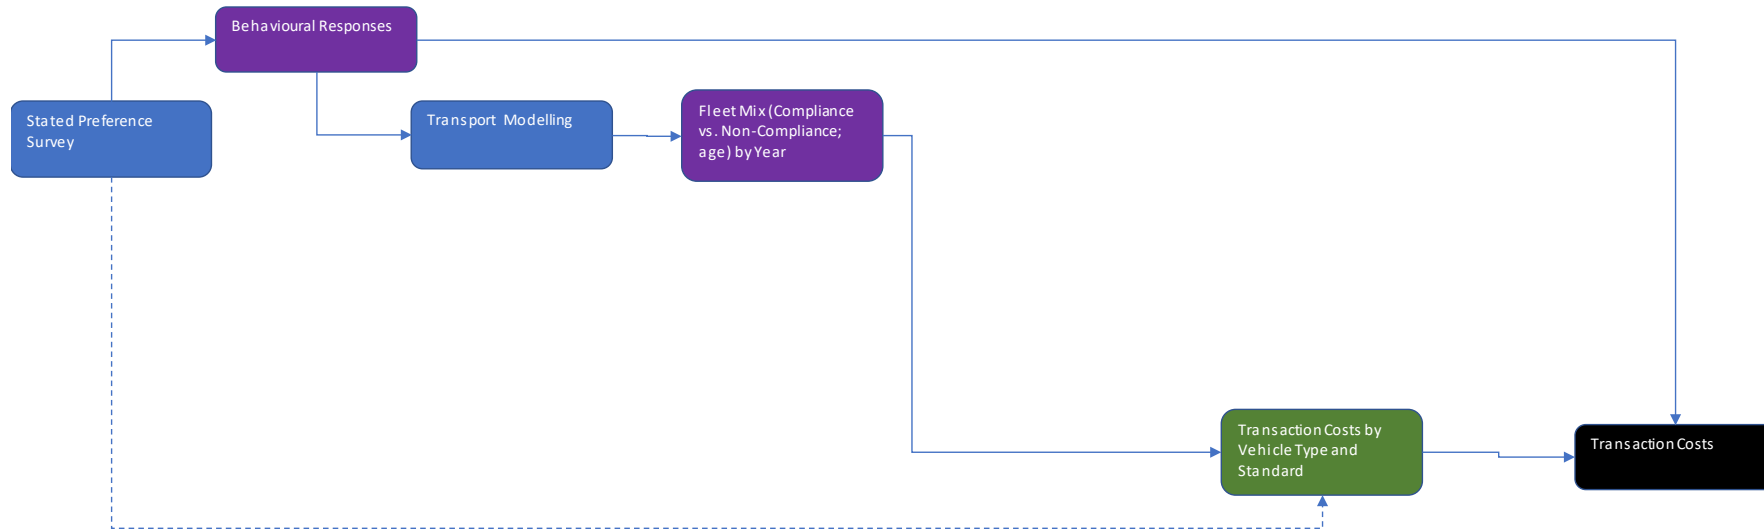 Behavioural Responses
Stated Preference
Survey
Transport Modelling
Fleet Mix (Compliance
vs. Non-Compliance;
age) by Year
Transaction Costs by
Vehicle Type and
Standard
Transaction Costs